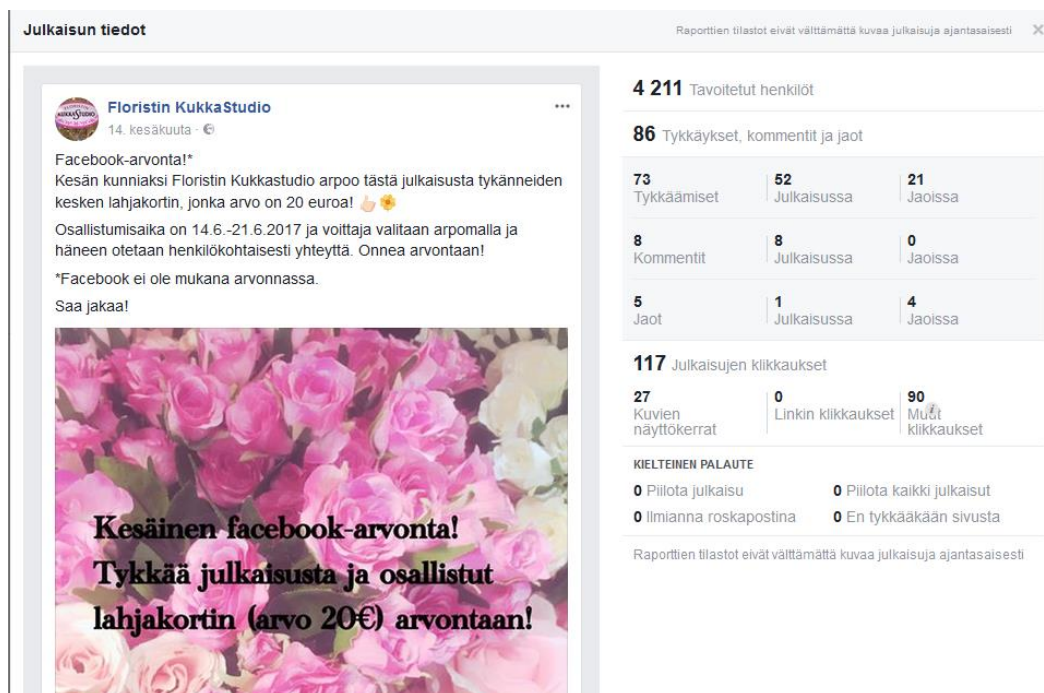 Julkaisun tiedot
Raporttien tilastot eivät välttämättä kuvaa julkaisuja ajantasaisesti
Floristin KukkaStudio
14. kesäkuuta
Facebook-arvonta!*
Kesän kunniaksi Floristin Kukkastudio arpoo tästä julkaisusta tykänneiden
kesken lahjakortin, jonka arvo on 20 euroa! 👆🏻 🌼
Osallistumisaika on 14.6.-21.6.2017 ja voittaja valitaan arpomalla ja
häneen otetaan henkilökohtaisesti yhteyttä. Onnea arvontaan!
*Facebook ei ole mukana arvonnassa.
Saa jakaa!
Kesäinen facebook-arvonta!
Tykkää julkaisusta ja osallistut
lahjakortin (arvo 20€) arvontaan!
4 211 Tavoitetut henkilöt
86 Tykkäykset, kommentit ja jaot
73 52 21
Tykkäämiset Julkaisussa Jaoissa
8 8 0
Kommentit Julkaisussa Jaoissa
5 1 4
Jaot Julkaisussa Jaoissa
117 Julkaisujen klikkaukset
27 0 90
Kuvien Linkin klikkaukset Muut
näyttökerrat klikkaukset
KIELTEINEN PALAUTE
0 Piilota julkaisu 0 Piilota kaikki julkaisut
0 Ilmianna roskapostina 0 En tykkääkään sivusta
Raporttien tilastot eivät välttämättä kuvaa julkaisuja ajantasaisesti